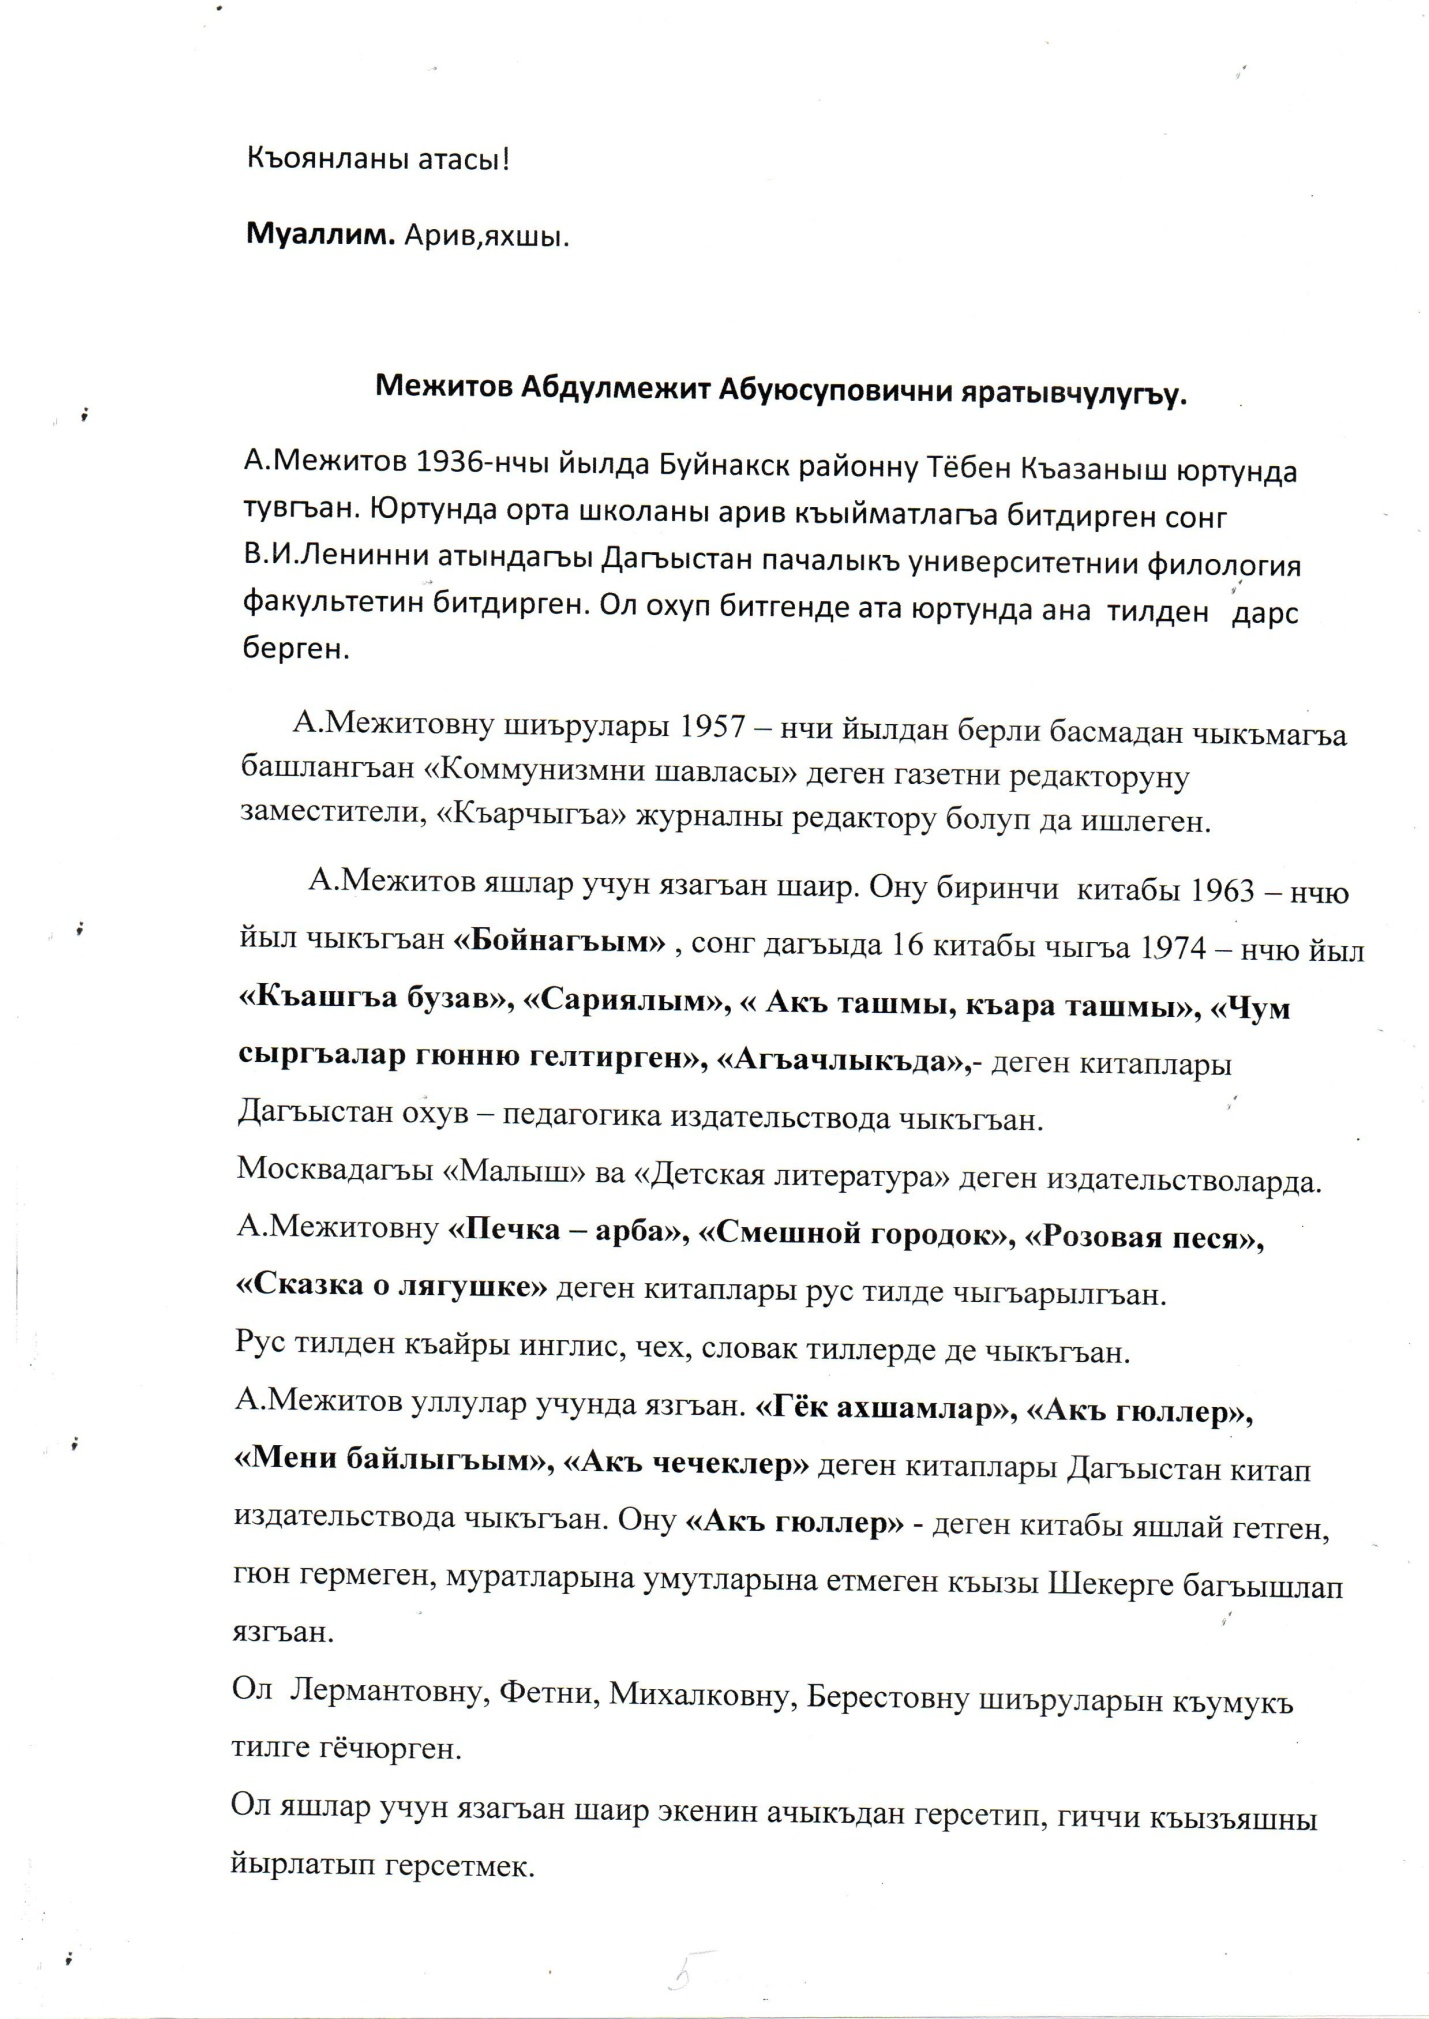 Къоянланы атасы!
Муаллим. Арив,яхшы.
Межитов Абдулмежит Абуюсуповични яратывчулугъу.
А.Межитов 1936-нчы йылда Буйнакск районну Тёбен Къазаныш юртунда
тувгъан. Юртунда орта школаны арив къыйматлагъа битдирген сонг
В.И.Ленинни атындагъы Дагъыстан пачалыкъ университетнии филология
факультетин битдирген. Ол охуп битгенде ата юртунда ана тилден дарс
берген.
А.Межитовну шиърулары 1957 – нчи йылдан берли басмадан чыкъмагъа
башлангъан «Коммунизмни шавласы» деген газетни редакторуну
заместители, «Къарчыгъа» журналны редактору болуп да ишлеген.
А.Межитов яшлар учун язагъан шаир. Ону биринчи китабы 1963 – нчю
йыл чыкъгъан «Бойнагъым» , сонг дагъыда 16 китабы чыгъа 1974 – нчю йыл
«Къашгъа бузав», «Сариялым», « Акъ ташмы, къара ташмы», «Чум
сыргъалар гюнню гелтирген», «Агъачлыкъда»,- деген китаплары
Дагъыстан охув – педагогика издательствода чыкъгъан.
Москвадагъы «Малыш» ва «Детская литература» деген издательстволарда.
А.Межитовну «Печка – арба», «Смешной городок», «Розовая песя»,
«Сказка о лягушке» деген китаплары рус тилде чыгъарылгъан.
Рус тилден къайры инглис, чех, словак тиллерде де чыкъгъан.
А.Межитов уллулар учунда язгъан. «Гёк ахшамлар», «Акъ гюллер»,
«Мени байлыгъым», «Акъ чечеклер» деген китаплары Дагъыстан китап
издательствода чыкъгъан. Ону «Акъ гюллер» - деген китабы яшлай гетген,
гюн гермеген, муратларына умутларына етмеген къызы Шекерге багъышлап
язгъан.
Ол Лермантовну, Фетни, Михалковну, Берестовну шиъруларын къумукъ
тилге гёчюрген.
Ол яшлар учун язагъан шаир экенин ачыкъдан герсетип, гиччи къызъяшны
йырлатып герсетмек.
5